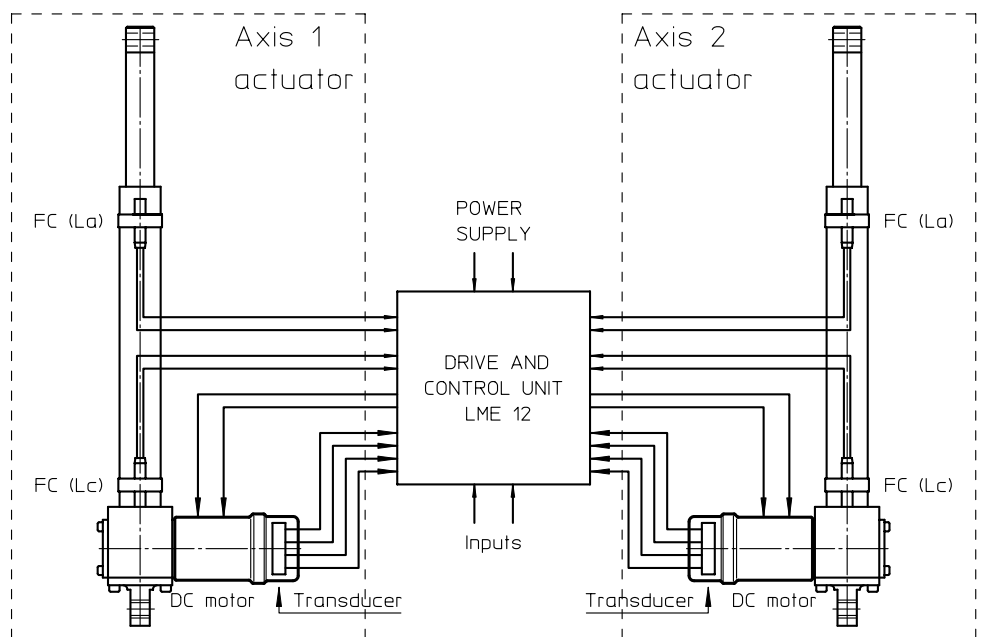 Axis 1
actuator
Axis 2
actuator
FC (La)
POWER
SUPPLY
FC (La)
DRIVE AND
CONTROL UNIT
LME 12
FC (Lc)
FC (Lc)
Inputs
DC motor
Transducer
Transducer
DC motor